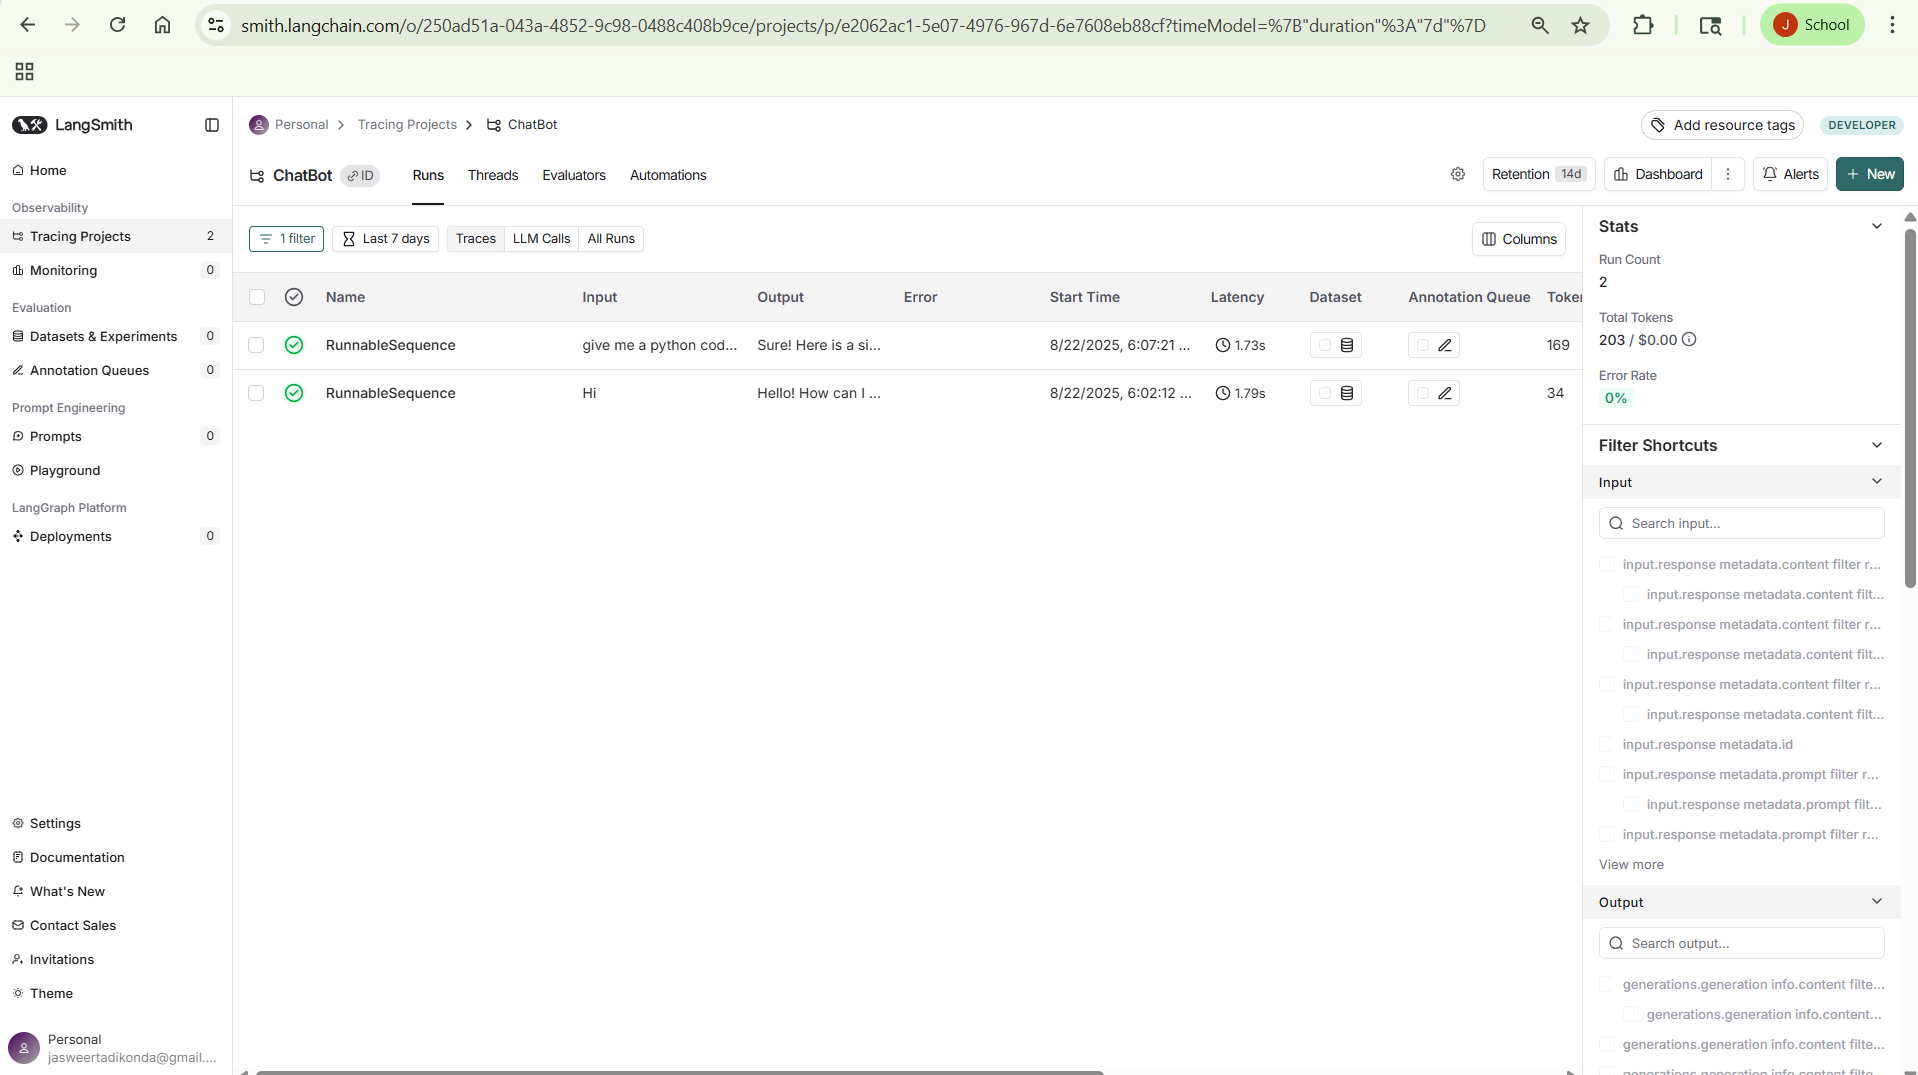 smith.langchain.com/o/250ad51a-043a-4852-9c98-0488c408b9ce/projects/p/e2062ac1-5e07-4976-967d-6e7608eb88cf?timeModel=%7B"duration"%3A"7d"%7D
J School
LangSmith
Home
Observability
Tracing Projects 2
Monitoring 0
Evaluation
Datasets & Experiments 0
Annotation Queues 0
Prompt Engineering
Prompts 0
Playground
LangGraph Platform
Deployments 0
Settings
Documentation
What's New
Contact Sales
Invitations
Theme
Personal
jasweertadikonda@gmail....
Personal > Tracing Projects > ChatBot
Add resource tags DEVELOPER
ChatBot ID Runs Threads Evaluators Automations
Retention 14d Dashboard Alerts + New
1 filter Last 7 days Traces LLM Calls All Runs Columns
Name Input Output Error Start Time Latency Dataset Annotation Queue Token
RunnableSequence give me a python cod... Sure! Here is a si... 8/22/2025, 6:07:21 ... 1.73s 169
RunnableSequence Hi Hello! How can I ... 8/22/2025, 6:02:12 ... 1.79s 34
Stats
Run Count
2
Total Tokens
203 / $0.00
Error Rate
0%
Filter Shortcuts
Input
Search input...
input.response metadata.content filter r...
input.response metadata.content filt...
input.response metadata.content filter r...
input.response metadata.content filt...
input.response metadata.content filter r...
input.response metadata.content filt...
input.response metadata.id
input.response metadata.prompt filter r...
input.response metadata.prompt filt...
input.response metadata.prompt filter r...
View more
Output
Search output...
generations.generation info.content filte...
generations.generation info.content...
generations.generation info.content filte...
generations.generation info.content filte...